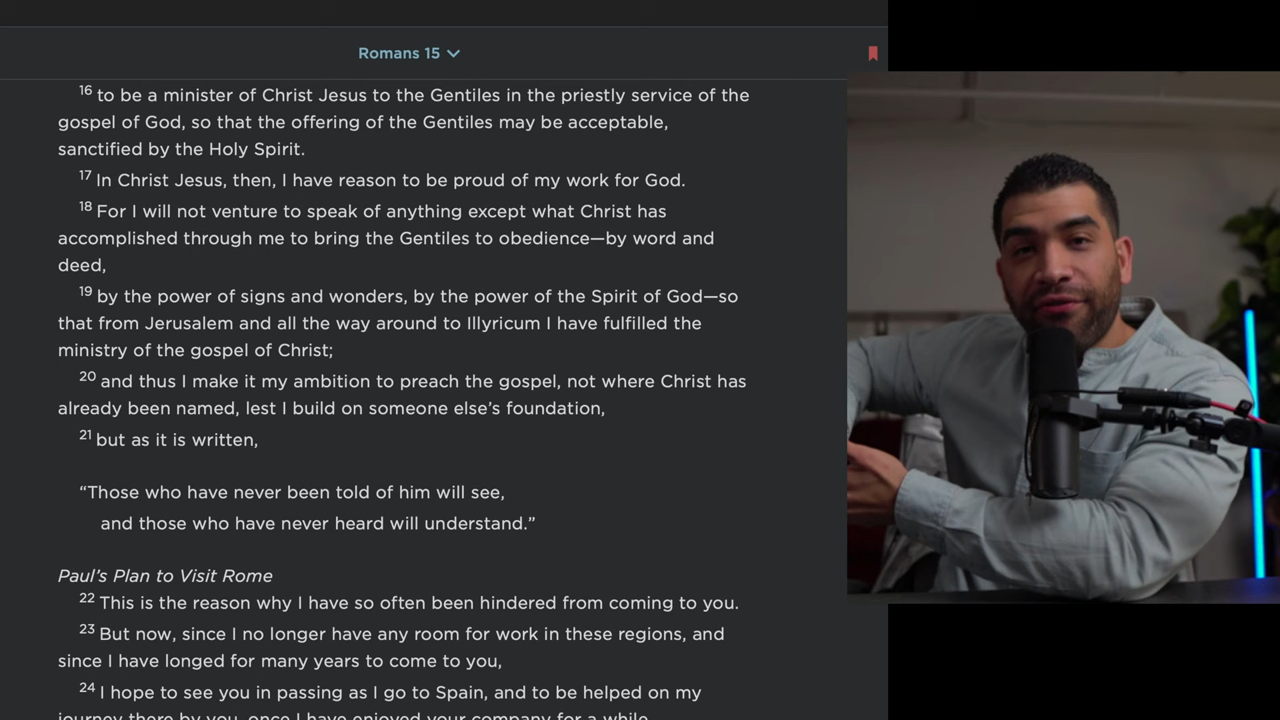 Romans 15
16 to be a minister of Christ Jesus to the Gentiles in the priestly service of the
gospel of God, so that the offering of the Gentiles may be acceptable,
sanctified by the Holy Spirit.
17 In Christ Jesus, then, I have reason to be proud of my work for God.
18 For I will not venture to speak of anything except what Christ has
accomplished through me to bring the Gentiles to obedience—by word and
deed,
19 by the power of signs and wonders, by the power of the Spirit of God—so
that from Jerusalem and all the way around to Illyricum I have fulfilled the
ministry of the gospel of Christ;
20 and thus I make it my ambition to preach the gospel, not where Christ has
already been named, lest I build on someone else’s foundation,
21 but as it is written,
“Those who have never been told of him will see,
and those who have never heard will understand.”
Paul’s Plan to Visit Rome
22 This is the reason why I have so often been hindered from coming to you.
23 But now, since I no longer have any room for work in these regions, and
since I have longed for many years to come to you,
24 I hope to see you in passing as I go to Spain, and to be helped on my
journey there by you, once I have enjoyed your company for a while.